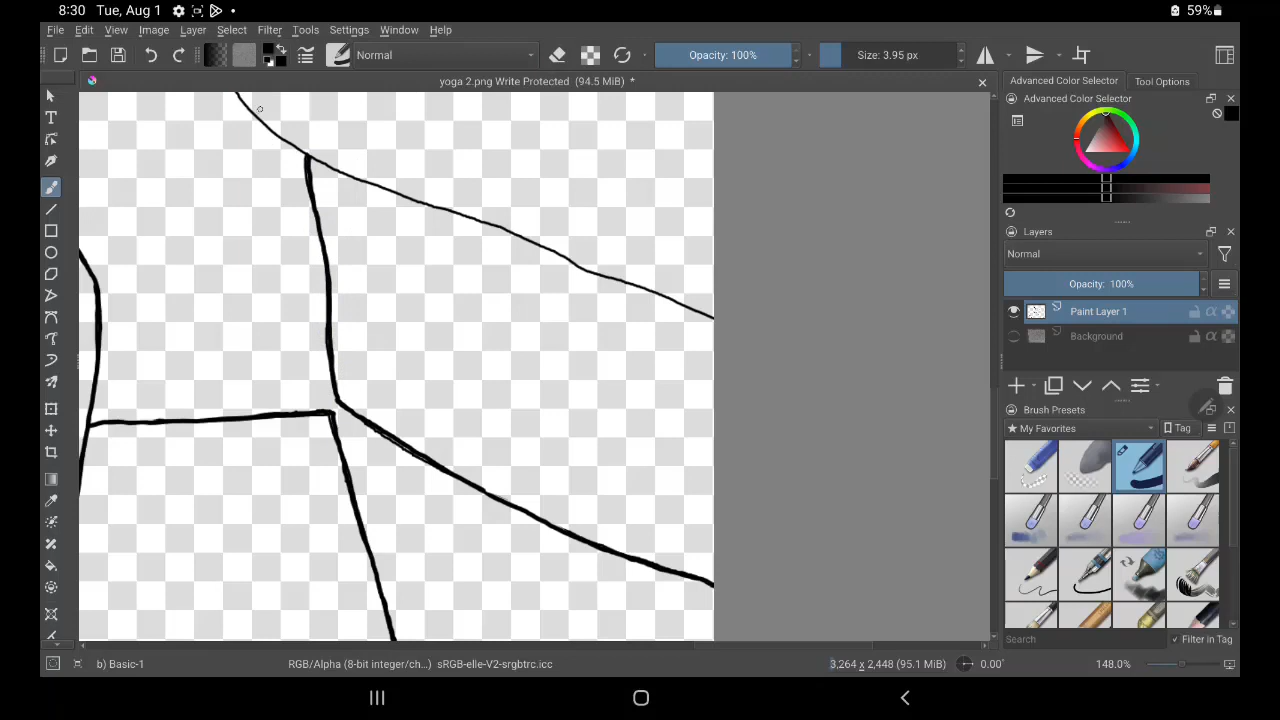 8:30 Tue, Aug 1 59%
File Edit View Image Layer Select Filter Tools Settings Window Help
Normal Opacity: 100% Size: 3.95 px
yoga 2.png Write Protected (94.5 MiB) *
Advanced Color Selector Tool Options
Advanced Color Selector
Layers
Normal
Opacity: 100%
Paint Layer 1
Background
Brush Presets
My Favorites Tag
Search Filter in Tag
b) Basic-1 RGB/Alpha (8-bit integer/ch...) sRGB-elle-V2-srgbtrc.icc 3,264 x 2,448 (95.1 MiB) 0.00° 148.0%